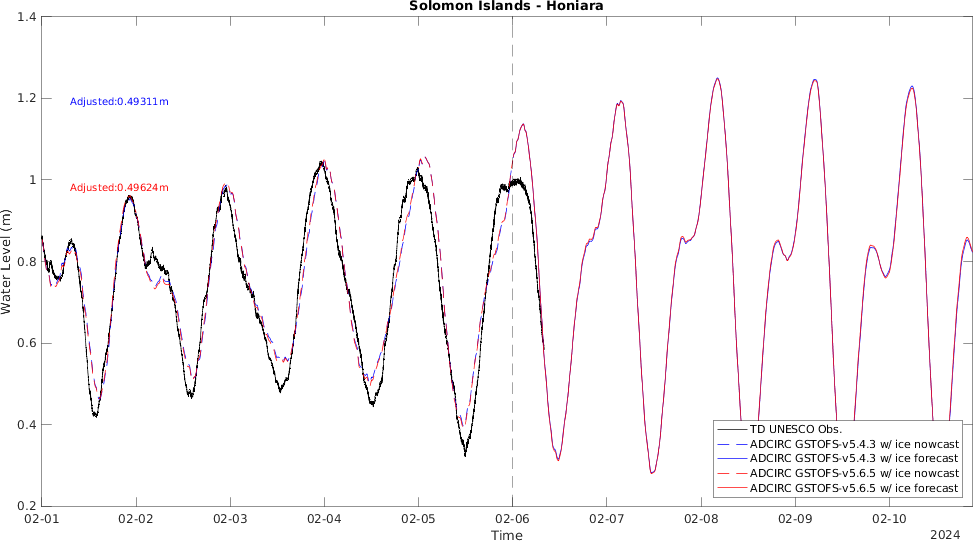 Solomon Islands - Honiara
1.4
1.2
1
0.8
0.6
0.4
0.2
Water Level (m)
Adjusted:0.49311m
Adjusted:0.49624m
TD UNESCO Obs.
ADCIRC GSTOFS-v5.4.3 w/ ice nowcast
ADCIRC GSTOFS-v5.4.3 w/ ice forecast
ADCIRC GSTOFS-v5.6.5 w/ ice nowcast
ADCIRC GSTOFS-v5.6.5 w/ ice forecast
02-01 02-02 02-03 02-04 02-05 02-06 02-07 02-08 02-09 02-10
Time
2024